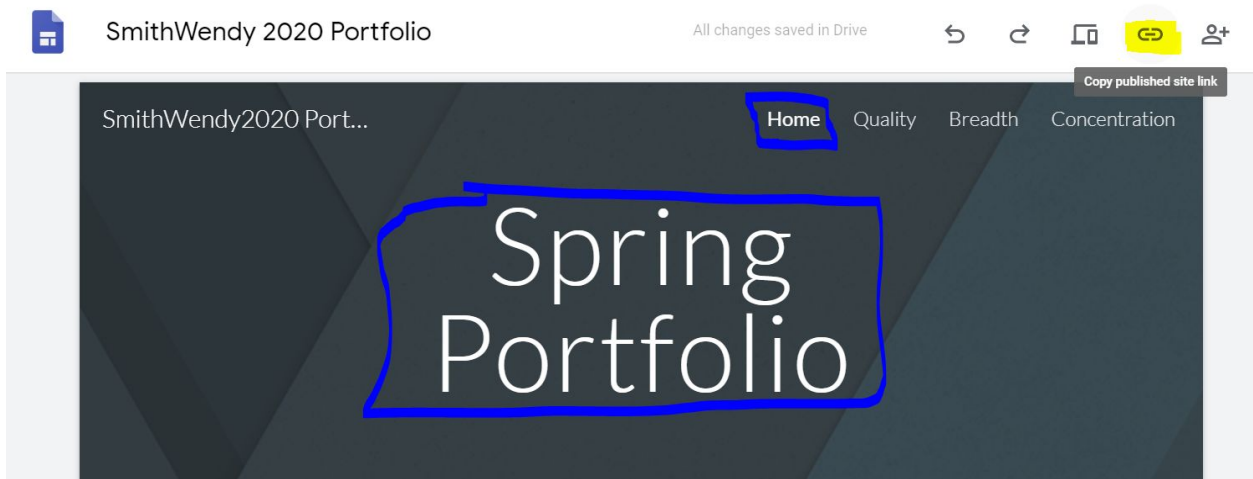 SmithWendy 2020 Portfolio
All changes saved in Drive
Copy published site link
SmithWendy2020 Port...
Home Quality Breadth Concentration
Spring
Portfolio